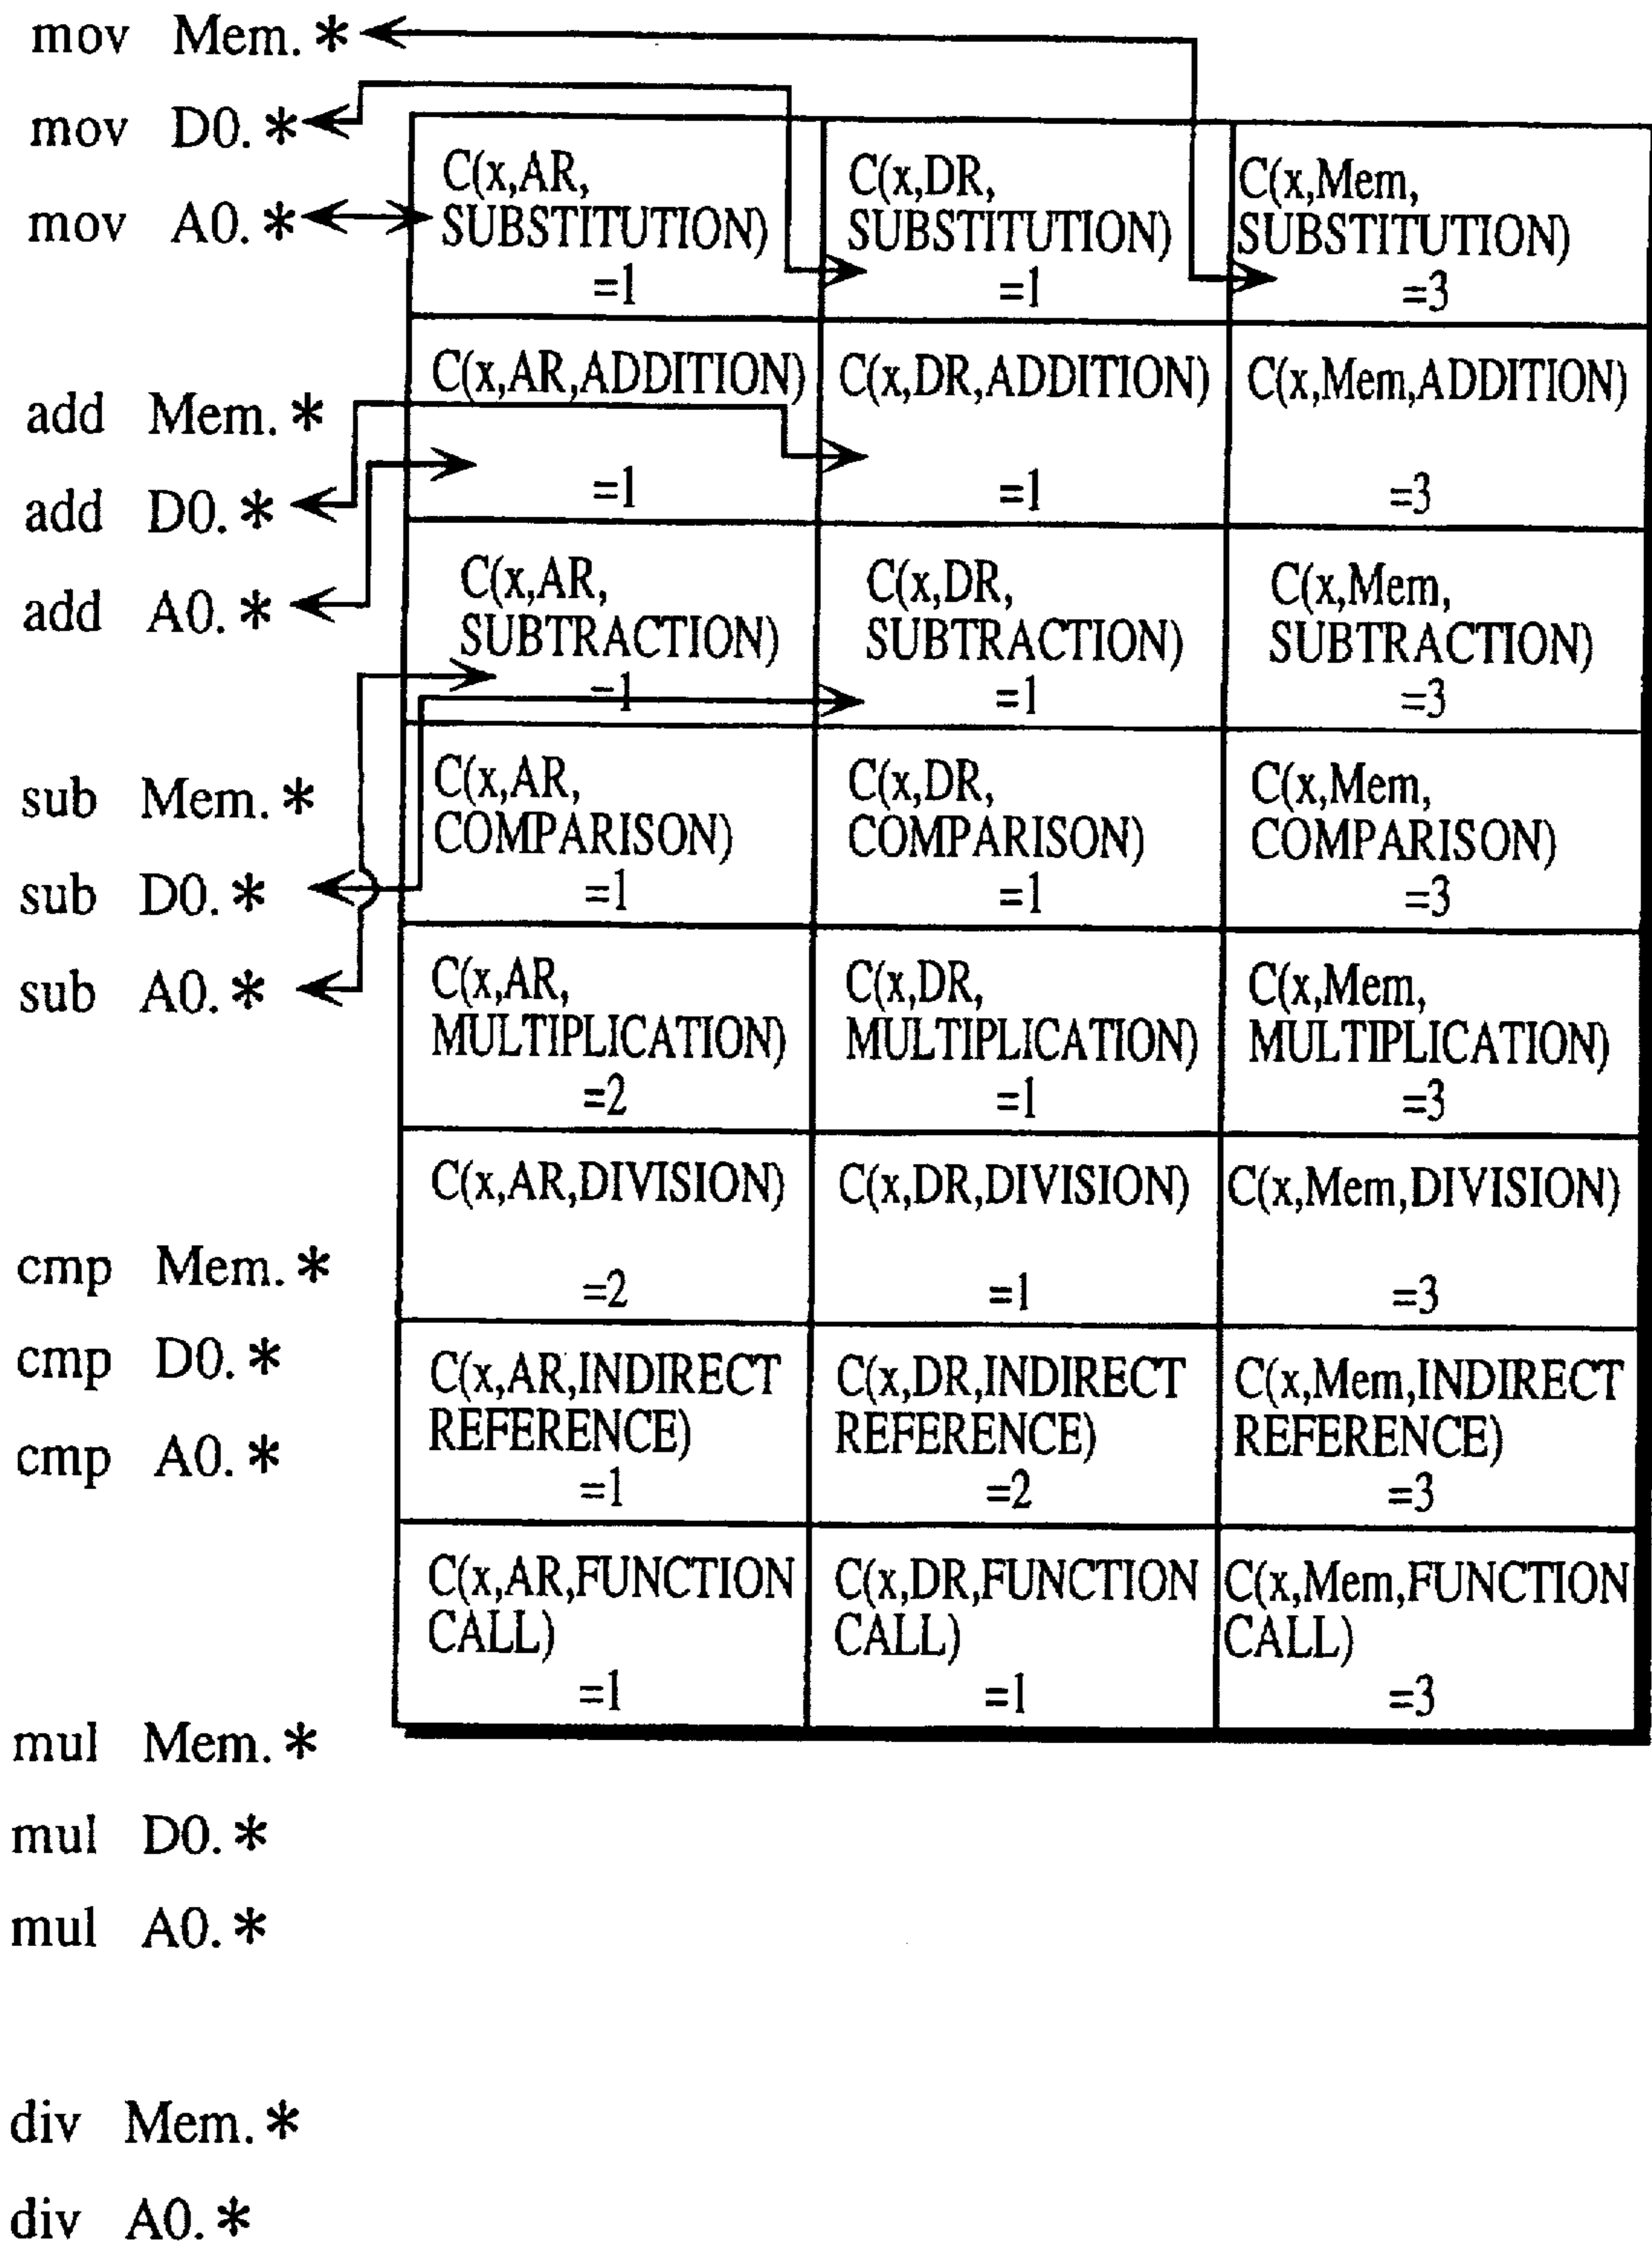 mov Mem.*
mov D0.*
mov A0.*
add Mem.*
add D0.*
add A0.*
sub Mem.*
sub D0.*
sub A0.*
cmp Mem.*
cmp D0.*
cmp A0.*
mul Mem.*
mul D0.*
mul A0.*
div Mem.*
div A0.*
C(x,AR,
SUBSTITUTION)
=1
C(x,DR,
SUBSTITUTION)
=1
C(x,Mem,
SUBSTITUTION)
=3
C(x,AR,ADDITION)
=1
C(x,DR,ADDITION)
=1
C(x,Mem,ADDITION)
=3
C(x,AR,
SUBTRACTION)
=1
C(x,DR,
SUBTRACTION)
=1
C(x,Mem,
SUBTRACTION)
=3
C(x,AR,
COMPARISON)
=1
C(x,DR,
COMPARISON)
=1
C(x,Mem,
COMPARISON)
=3
C(x,AR,
MULTIPLICATION)
=2
C(x,DR,
MULTIPLICATION)
=1
C(x,Mem,
MULTIPLICATION)
=3
C(x,AR,DIVISION)
=2
C(x,DR,DIVISION)
=1
C(x,Mem,DIVISION)
=3
C(x,AR,INDIRECT
REFERENCE)
=1
C(x,DR,INDIRECT
REFERENCE)
=2
C(x,Mem,INDIRECT
REFERENCE)
=3
C(x,AR,FUNCTION
CALL)
=1
C(x,DR,FUNCTION
CALL)
=1
C(x,Mem,FUNCTION
CALL)
=3